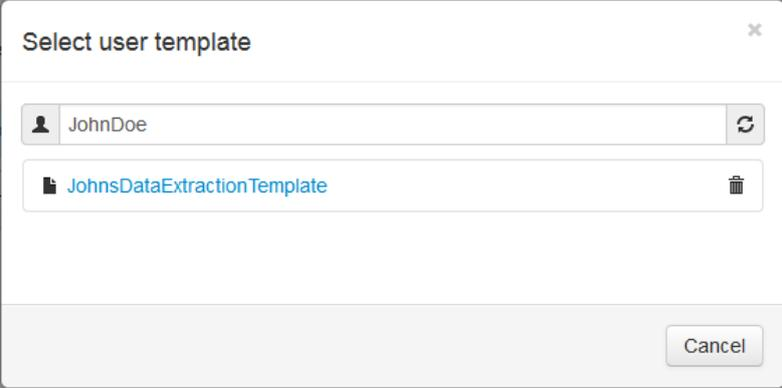 Select user template
JohnDoe
JohnsDataExtractionTemplate
Cancel